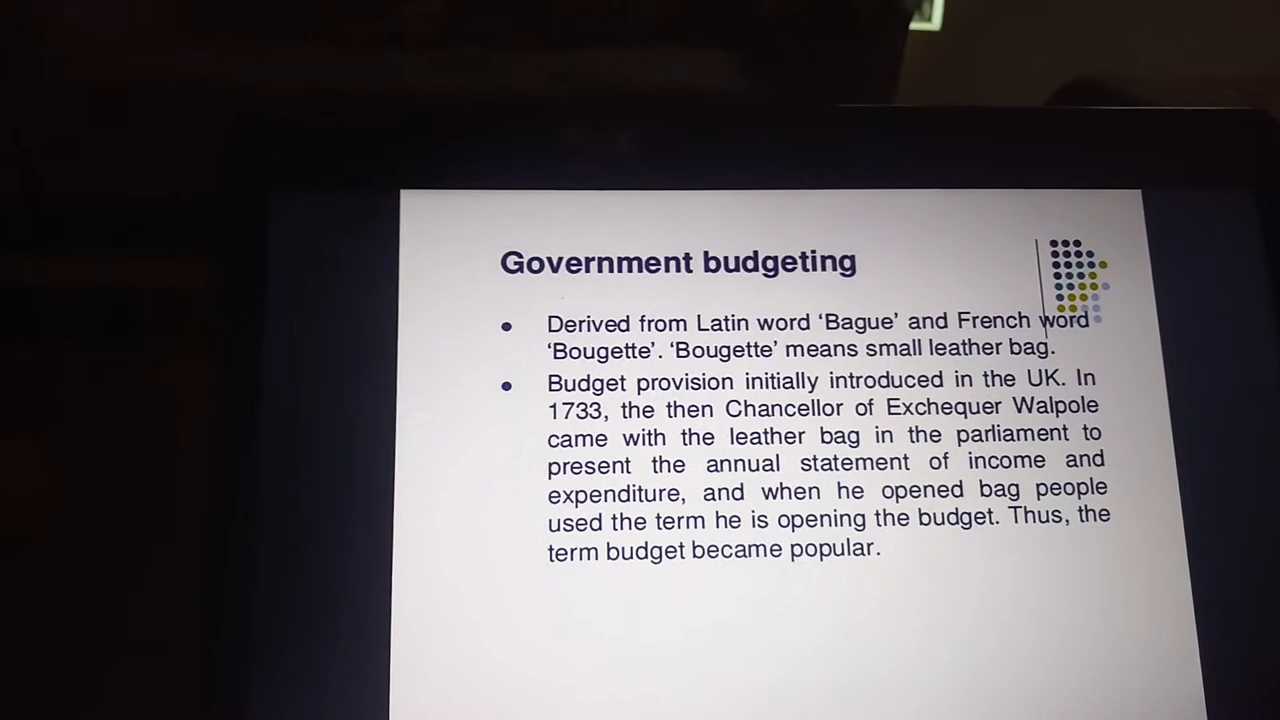 Government budgeting
Derived from Latin word ‘Bague’ and French word
‘Bougette’. ‘Bougette’ means small leather bag.
Budget provision initially introduced in the UK. In
1733, the then Chancellor of Exchequer Walpole
came with the leather bag in the parliament to
present the annual statement of income and
expenditure, and when he opened bag people
used the term he is opening the budget. Thus, the
term budget became popular.